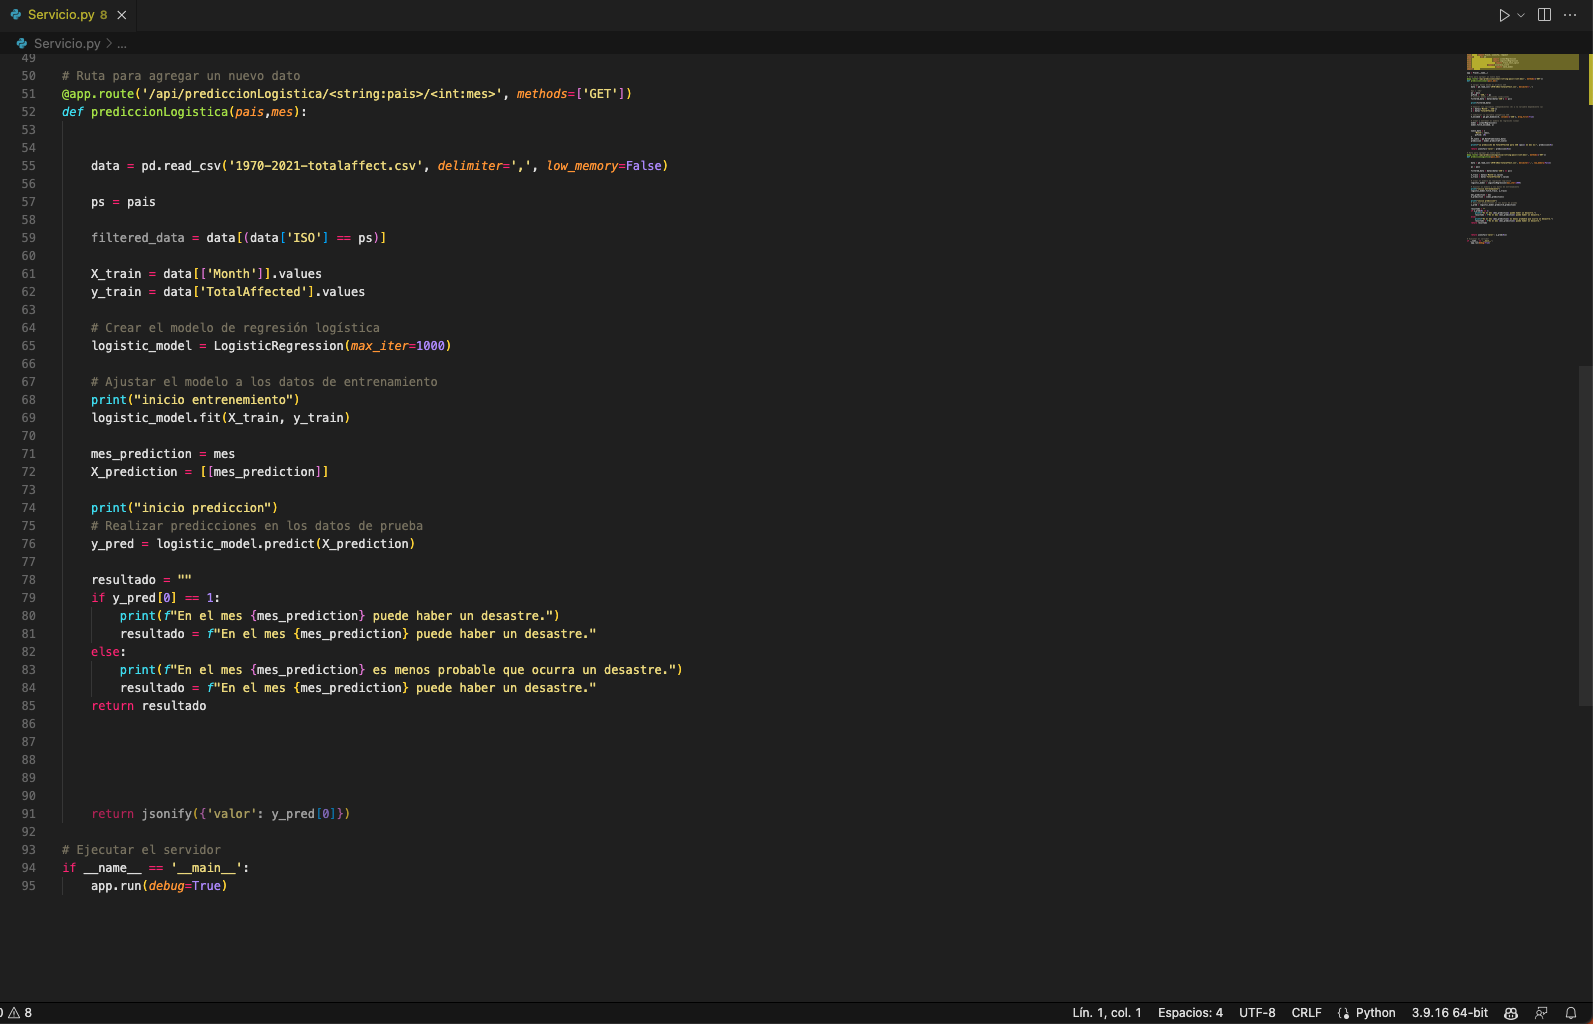 Servicio.py 8
Servicio.py > ...
49
50 # Ruta para agregar un nuevo dato
51 @app.route('/api/prediccionLogistica/<string:pais>/<int:mes>', methods=['GET'])
52 def prediccionLogistica(pais,mes):
53
54
55 data = pd.read_csv('1970-2021-totalaffect.csv', delimiter=',', low_memory=False)
56
57 ps = pais
58
59 filtered_data = data[(data['ISO'] == ps)]
60
61 X_train = data[['Month']].values
62 y_train = data['TotalAffected'].values
63
64 # Crear el modelo de regresión logística
65 logistic_model = LogisticRegression(max_iter=1000)
66
67 # Ajustar el modelo a los datos de entrenamiento
68 print("inicio entrenemiento")
69 logistic_model.fit(X_train, y_train)
70
71 mes_prediction = mes
72 X_prediction = [[mes_prediction]]
73
74 print("inicio prediccion")
75 # Realizar predicciones en los datos de prueba
76 y_pred = logistic_model.predict(X_prediction)
77
78 resultado = ""
79 if y_pred[0] == 1:
80 print(f"En el mes {mes_prediction} puede haber un desastre.")
81 resultado = f"En el mes {mes_prediction} puede haber un desastre."
82 else:
83 print(f"En el mes {mes_prediction} es menos probable que ocurra un desastre.")
84 resultado = f"En el mes {mes_prediction} puede haber un desastre."
85 return resultado
86
87
88
89
90
91 return jsonify({'valor': y_pred[0]})
92
93 # Ejecutar el servidor
94 if __name__ == '__main__':
95 app.run(debug=True)
8 Lín. 1, col. 1 Espacios: 4 UTF-8 CRLF Python 3.9.16 64-bit